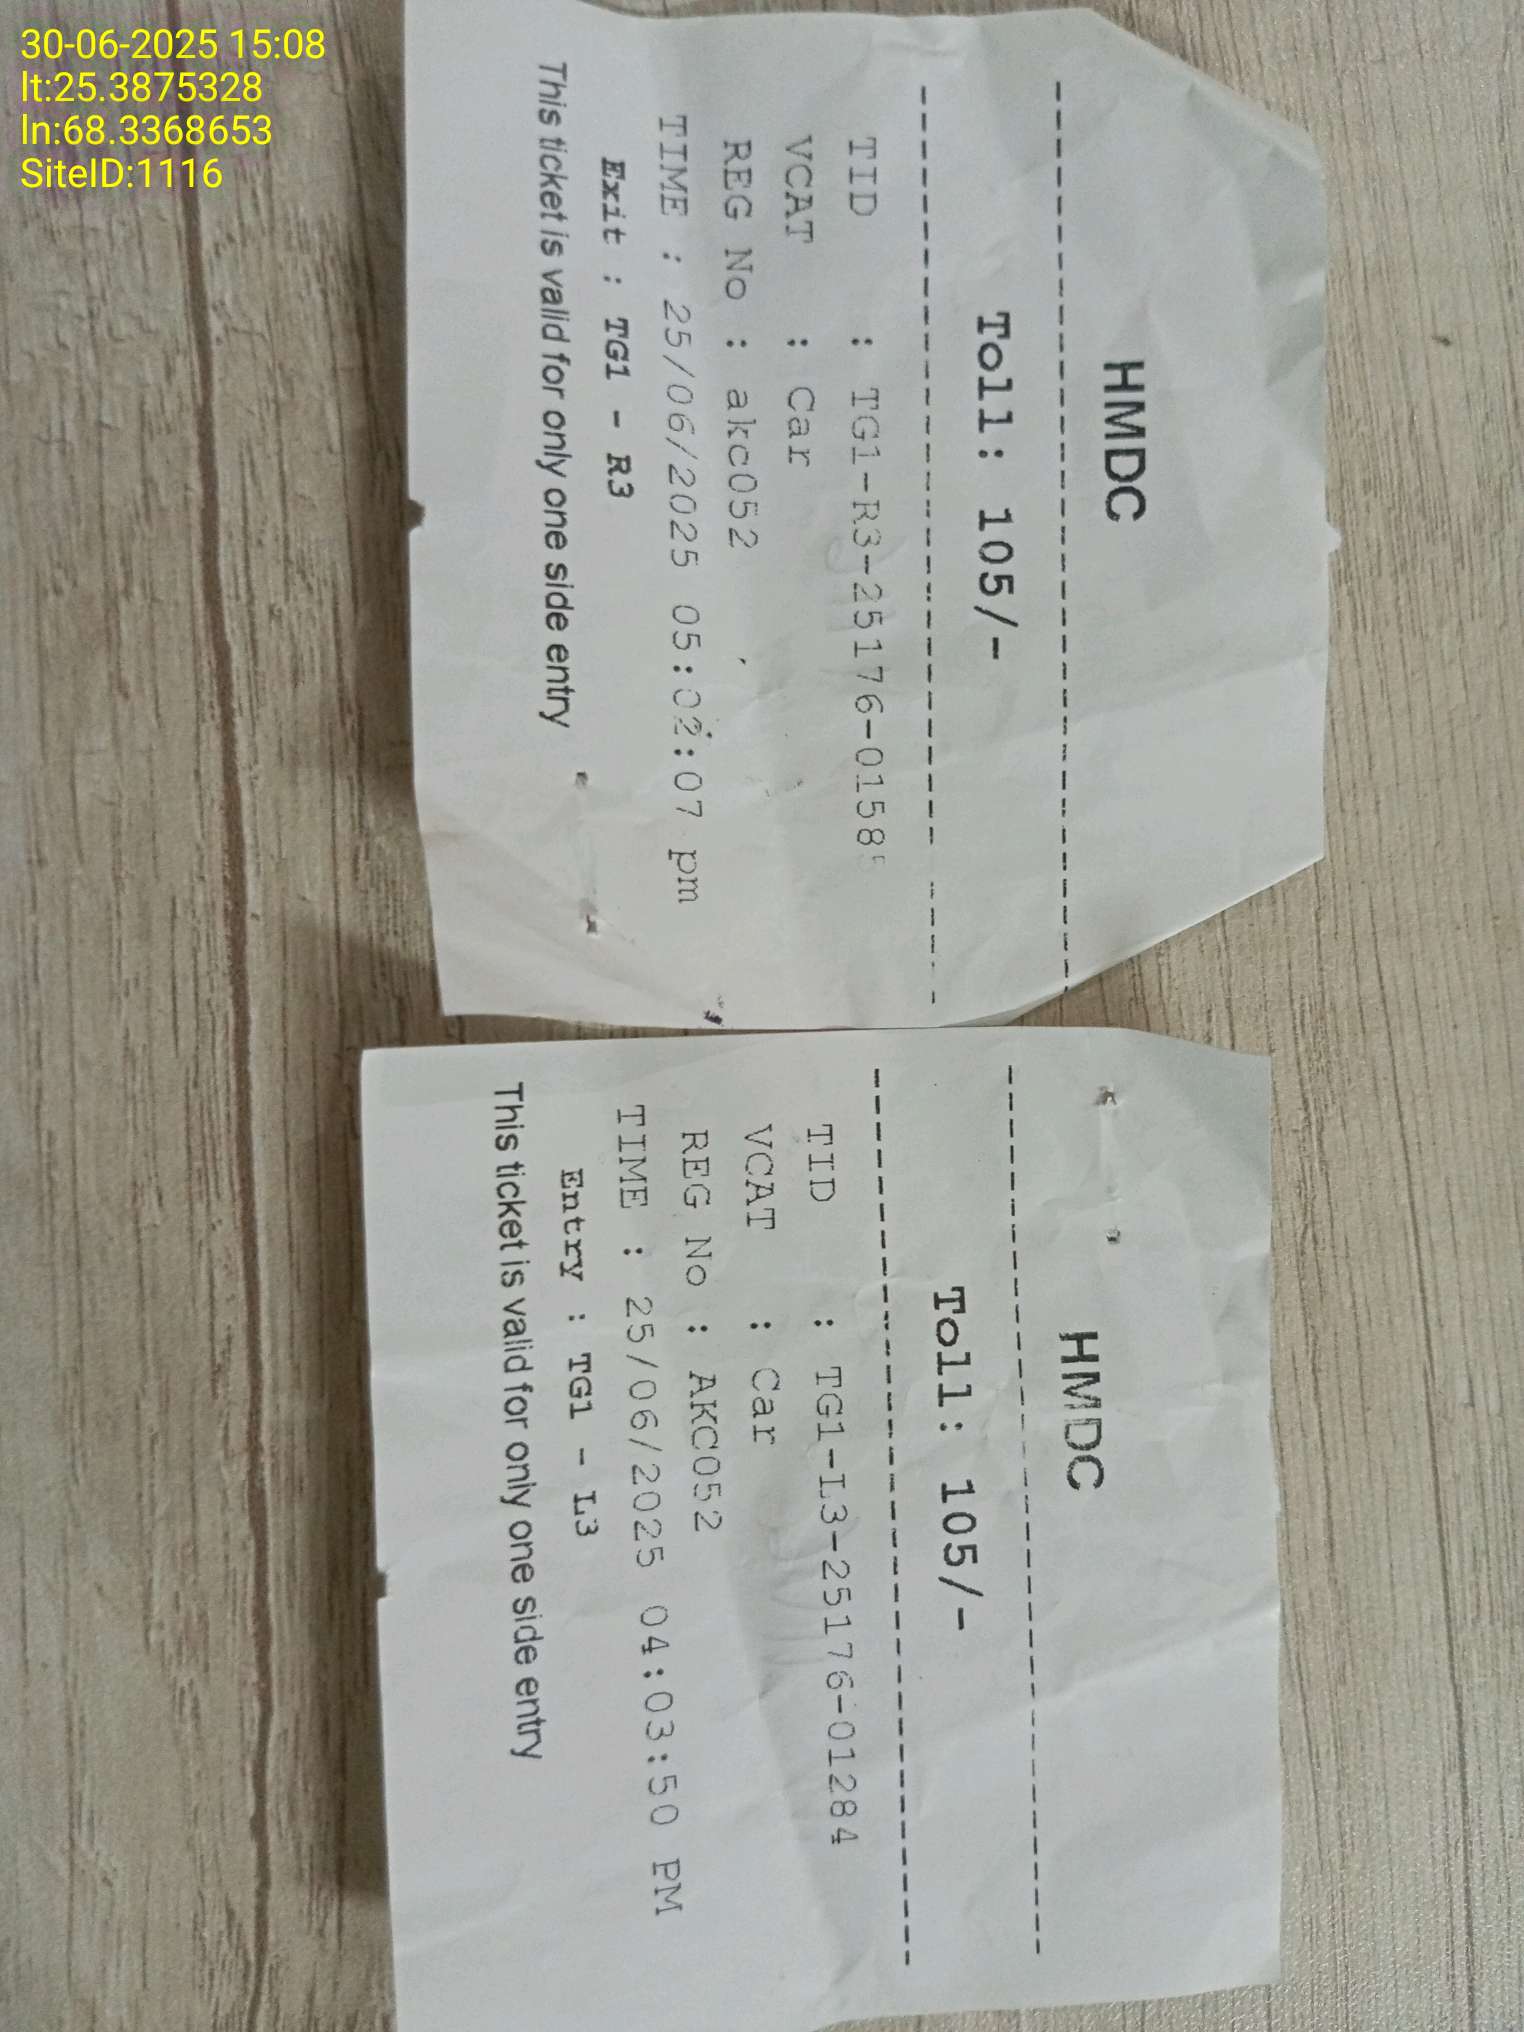 30-06-2025 15:08
lt:25.3875328
ln:68.3368653
SiteID:1116
HMDC
Toll: 105/-
TID : TG1-R3-25176-0158
VCAT : Car
REG No : akc052
TIME : 25/06/2025 05:02:07 pm
Exit : TG1 - R3
This ticket is valid for only one side entry
HMDC
Toll: 105/-
TID : TG1-L3-25176-01284
VCAT : Car
REG No : AKC052
TIME : 25/06/2025 04:03:50 PM
Entry : TG1 - L3
This ticket is valid for only one side entry